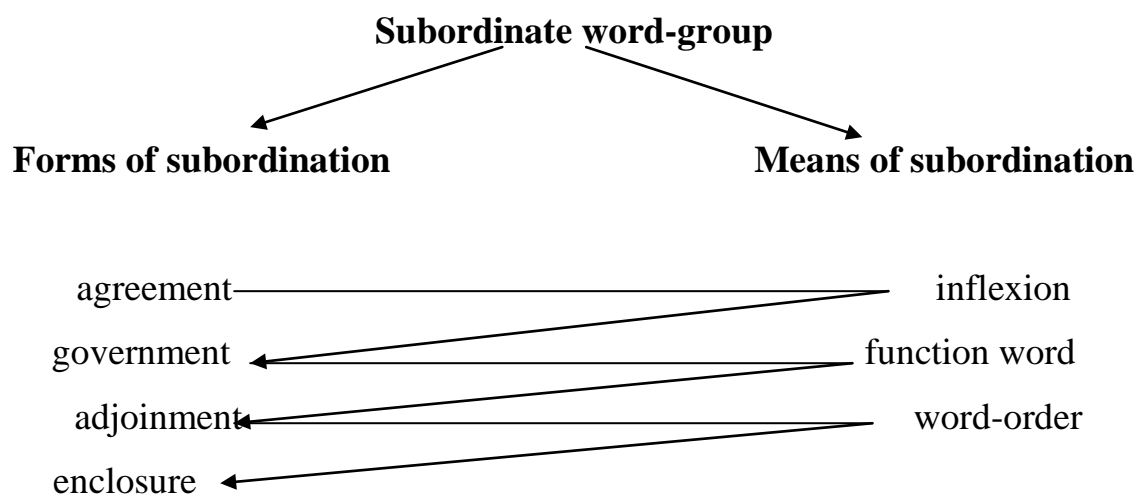 Subordinate word-group
Forms of subordination Means of subordination
agreement inflexion
government function word
adjoinment word-order
enclosure